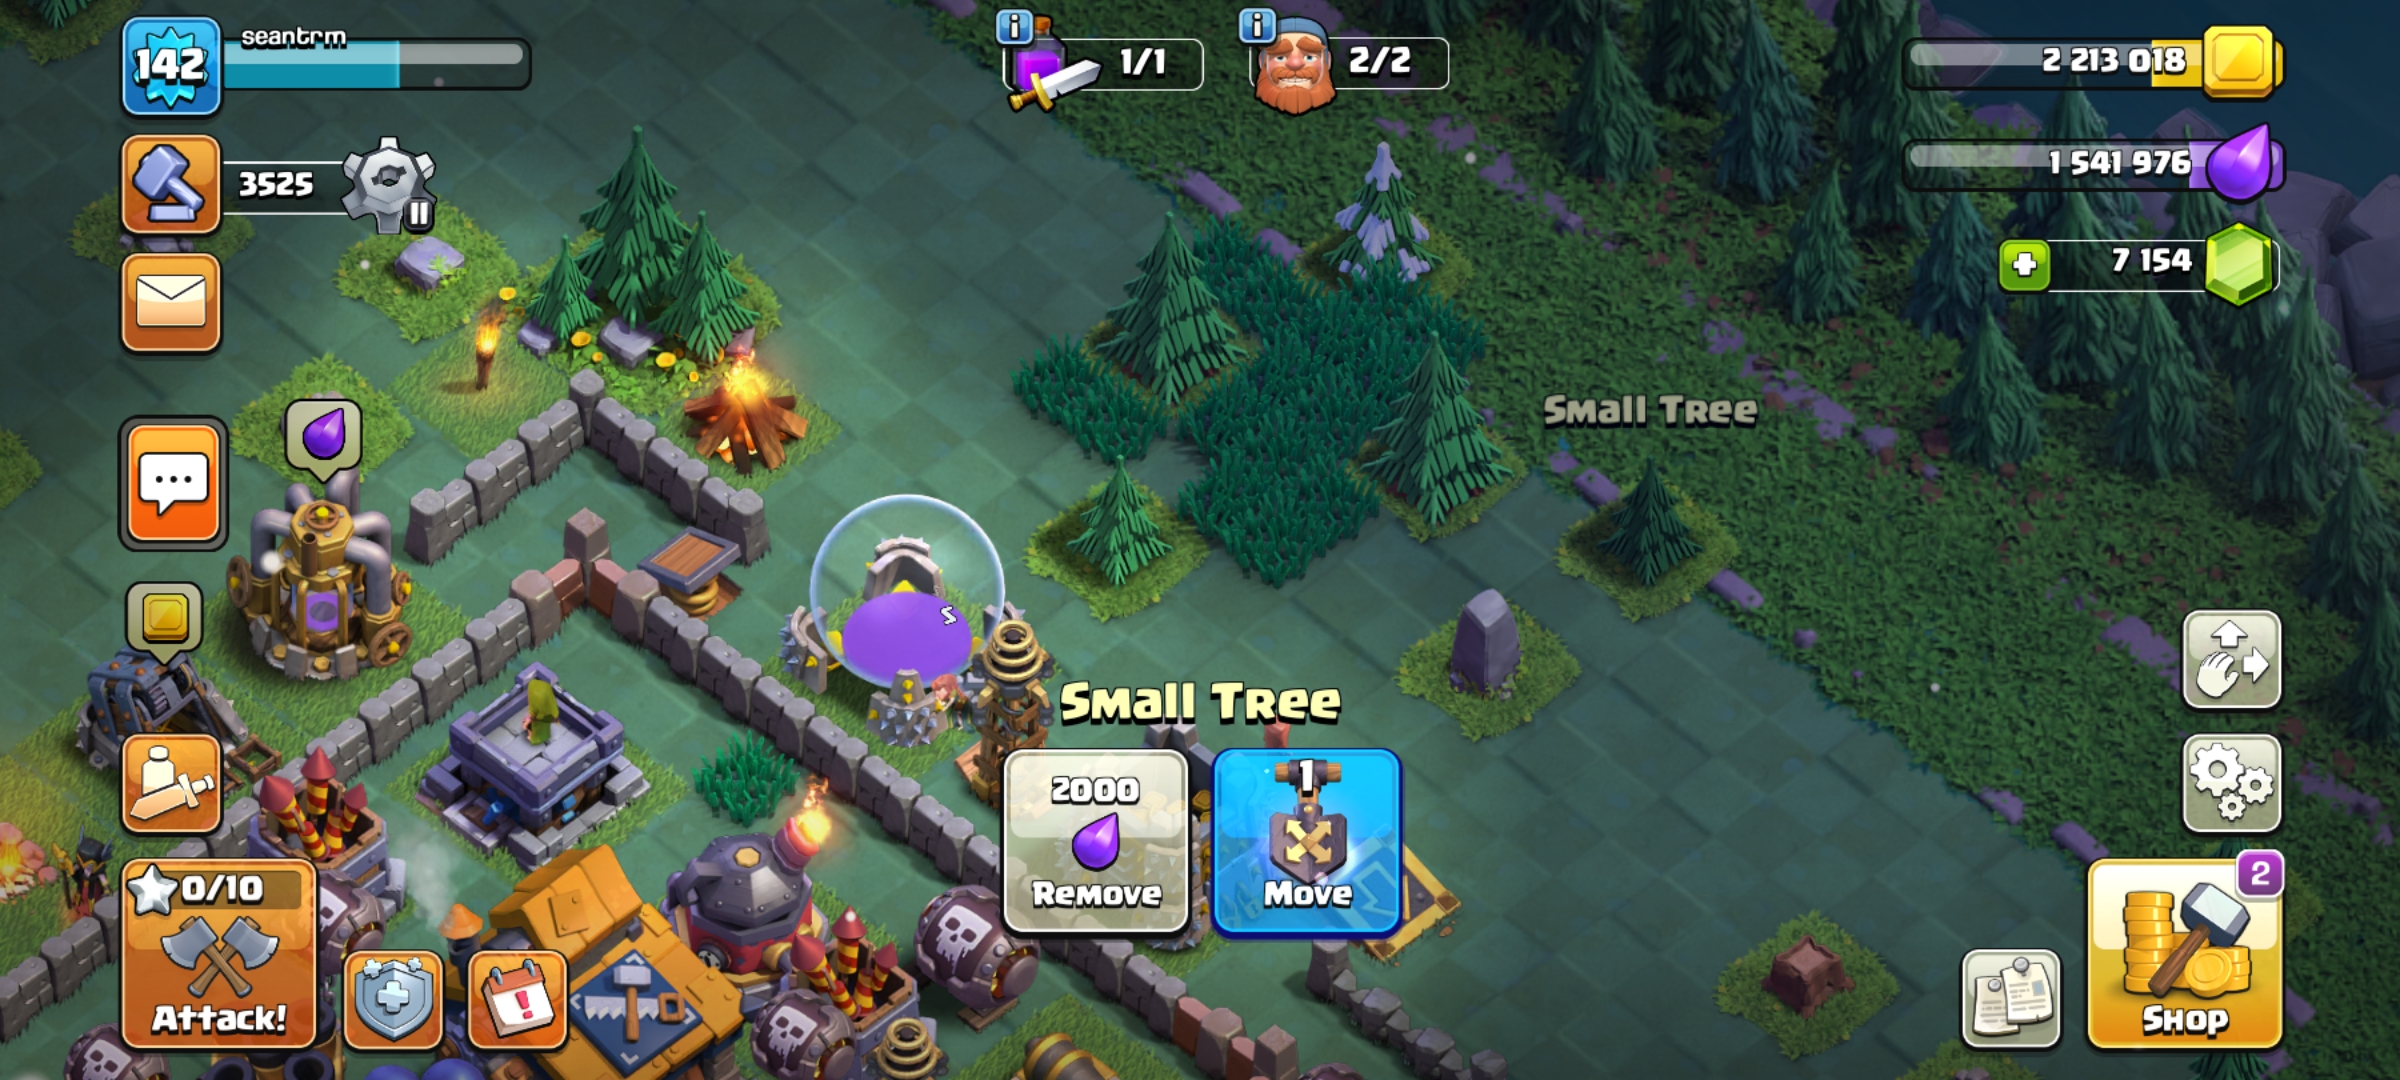 142
seantrm
1/1
2/2
2 213 018
3525
1 541 976
7 154
Small Tree
S
Small Tree
2000
Remove
1
Move
0/10
Attack!
2
Shop